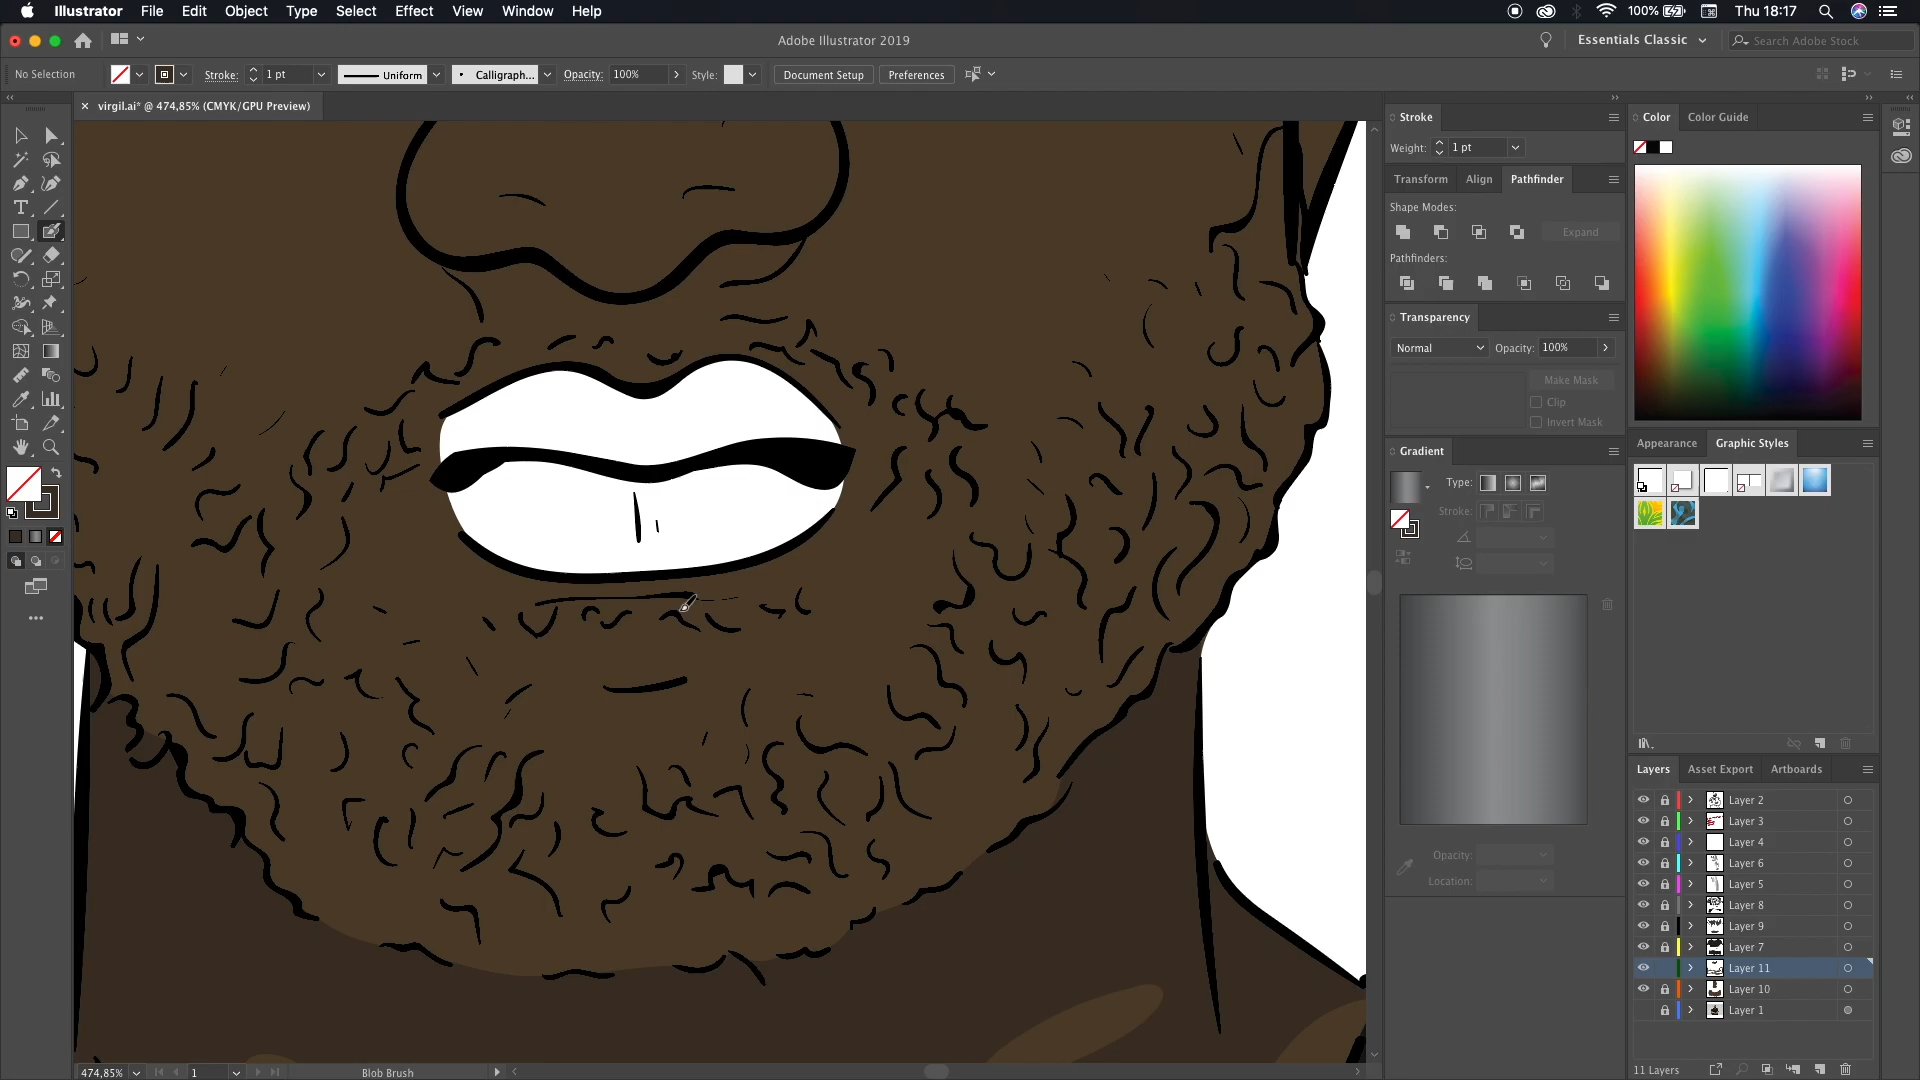 Illustrator File Edit Object Type Select Effect View Window Help 100% Thu 18:17
Adobe Illustrator 2019 Essentials Classic Search Adobe Stock
No Selection Stroke: 1 pt Uniform Calligraph... Opacity: 100% Style: Document Setup Preferences
virgil.ai* @ 474,85% (CMYK/GPU Preview)
Stroke
Weight: 1 pt
Transform Align Pathfinder
Shape Modes:
Expand
Pathfinders:
Transparency
Normal Opacity: 100%
Make Mask
Clip
Invert Mask
Gradient
Type:
Stroke:
Opacity:
Location:
Color Color Guide
Appearance Graphic Styles
Layers Asset Export Artboards
Layer 2
Layer 3
Layer 4
Layer 6
Layer 5
Layer 8
Layer 9
Layer 7
Layer 11
Layer 10
Layer 1
11 Layers
474,85% 1 Blob Brush